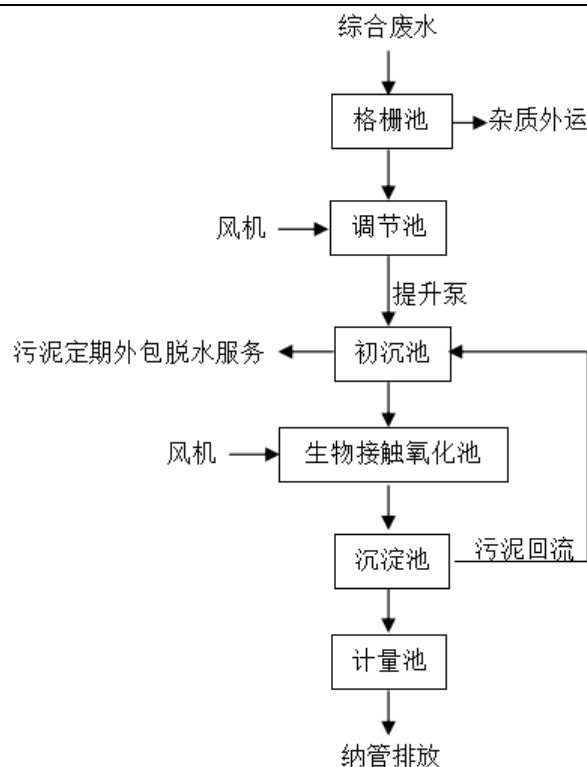 综合废水
格栅池
杂质外运
风机
调节池
提升泵
污泥定期外包脱水服务
初沉池
风机
生物接触氧化池
沉淀池
污泥回流
计量池
纳管排放